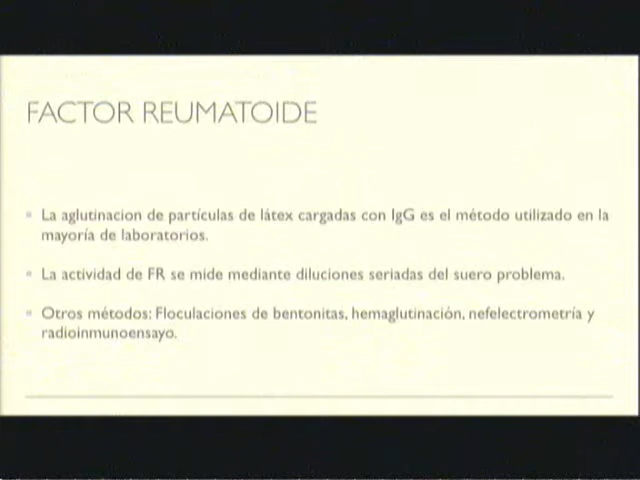 FACTOR REUMATOIDE
La aglutinacion de partículas de látex cargadas con IgG es el método utilizado en la
mayoría de laboratorios.
La actividad de FR se mide mediante diluciones seriadas del suero problema.
Otros métodos: Floculaciones de bentonitas, hemaglutinación, nefelectrometría y
radioinmunoensayo.